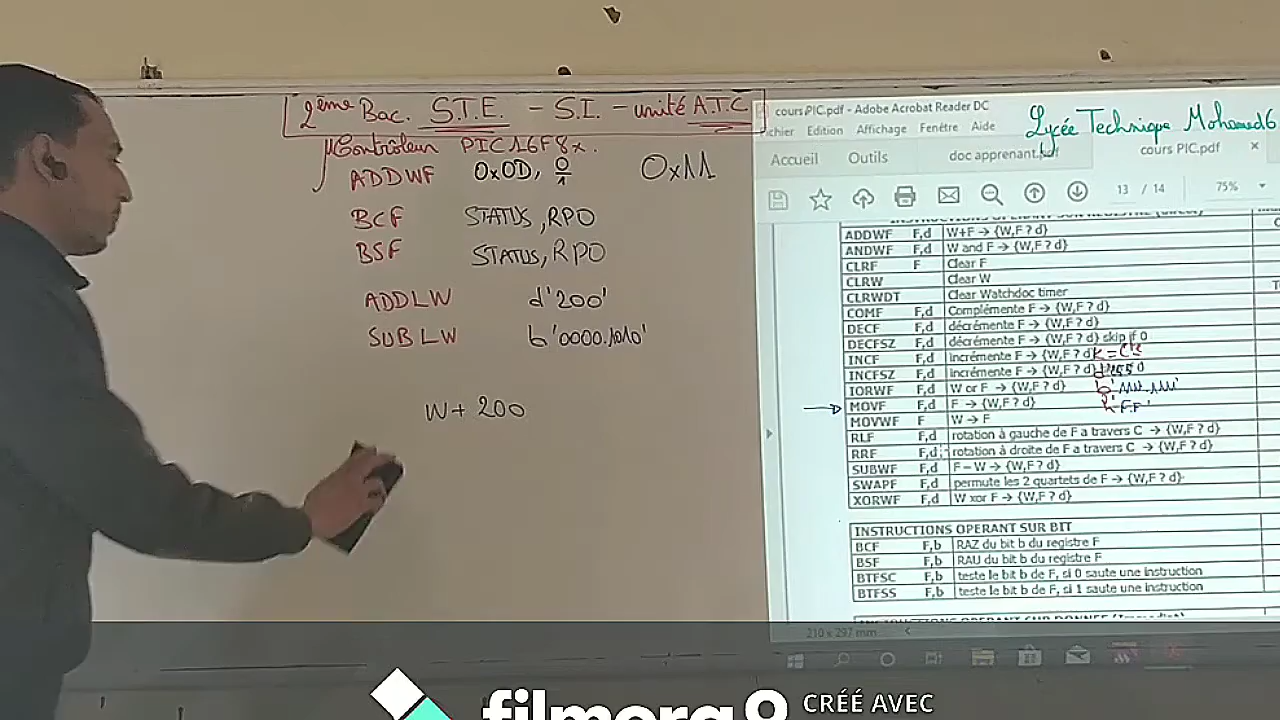 2ème Bac. S.T.E. - S.I. - unité A.T.C
µContrôleur PIC16F8x.
ADDWF 0x0D, 0/1 0x11
BCF STATUS,RP0
BSF STATUS,RP0
ADDLW d'200'
SUBLW b'0000.1010'
W+ 200
Lycée Technique Mohamed6
cours PIC.pdf - Adobe Acrobat Reader DC
Fichier Edition Affichage Fenêtre Aide
Accueil Outils doc apprenant.pdf cours PIC.pdf ×
13 / 14 75%
ADDWF F,d W+F → {W,F ? d}
ANDWF F,d W and F → {W,F ? d}
CLRF F Clear F
CLRW Clear W
CLRWDT Clear Watchdoc timer
COMF F,d Complémente F → {W,F ? d}
DECF F,d décrémente F → {W,F ? d}
DECFSZ F,d décrémente F → {W,F ? d} skip if 0
INCF F,d incrémente F → {W,F ? d}
INCFSZ F,d incrémente F → {W,F ? d}
IORWF F,d W or F → {W,F ? d}
MOVF F,d F → {W,F ? d}
h'FF'
MOVWF F W → F
RLF F,d rotation à gauche de F a travers C → {W,F ? d}
RRF F,d rotation à droite de F a travers C → {W,F ? d}
SUBWF F,d F – W → {W,F ? d}
SWAPF F,d permute les 2 quartets de F → {W,F ? d}
XORWF F,d W xor F → {W,F ? d}
INSTRUCTIONS OPERANT SUR BIT
BCF F,b RAZ du bit b du registre F
BSF F,b RAU du bit b du registre F
BTFSC F,b teste le bit b de F, si 0 saute une instruction
BTFSS F,b teste le bit b de F, si 1 saute une instruction
210 x 297 mm
CRÉÉ AVEC
filmora9